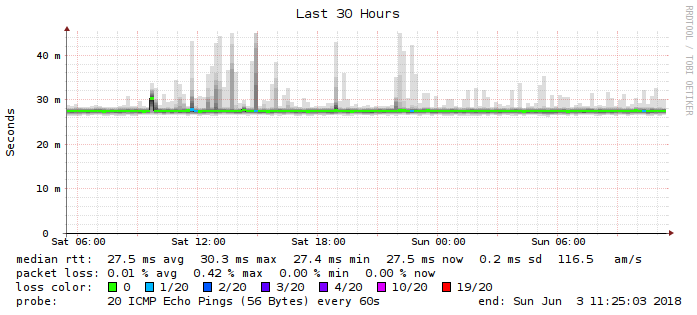 Last 30 Hours
RRDTOOL / TOBI OETIKER
Seconds
40 m
30 m
20 m
10 m
0
Sat 06:00 Sat 12:00 Sat 18:00 Sun 00:00 Sun 06:00
median rtt: 27.5 ms avg 30.3 ms max 27.4 ms min 27.5 ms now 0.2 ms sd 116.5 am/s
packet loss: 0.01 % avg 0.42 % max 0.00 % min 0.00 % now
loss color: 0 1/20 2/20 3/20 4/20 10/20 19/20
probe: 20 ICMP Echo Pings (56 Bytes) every 60s end: Sun Jun 3 11:25:03 2018